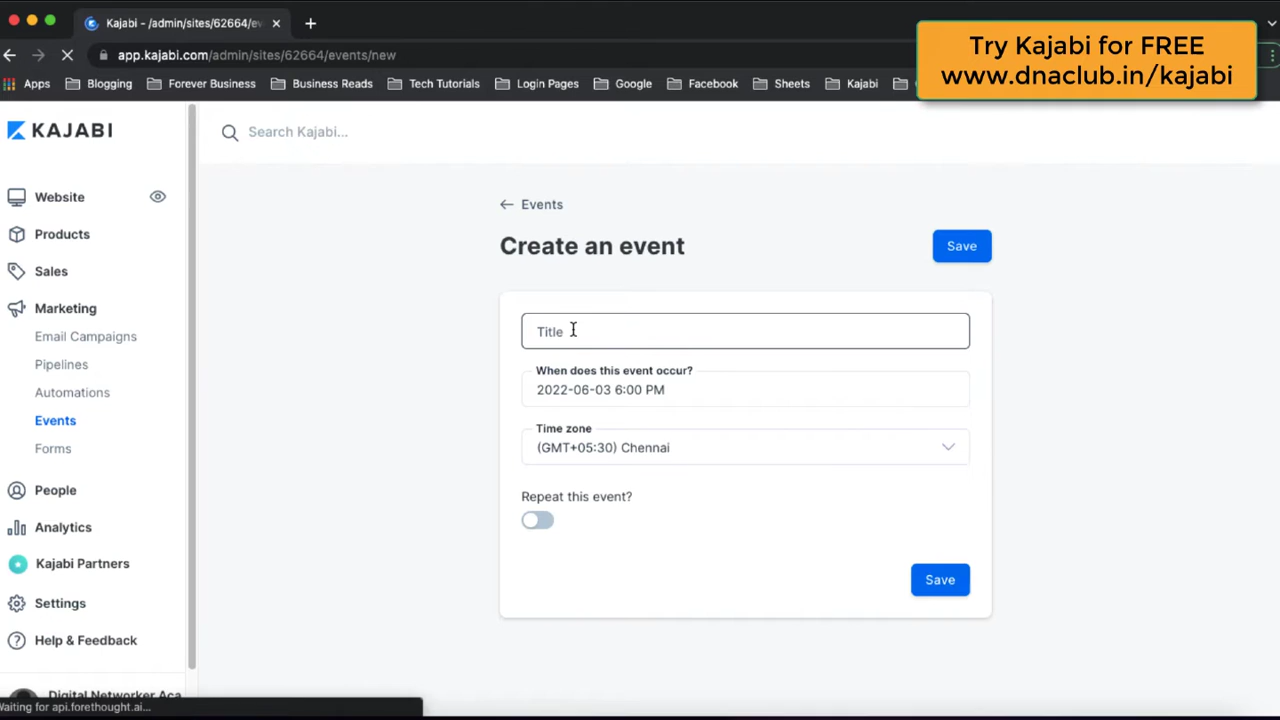 Kajabi - /admin/sites/62664/ev
app.kajabi.com/admin/sites/62664/events/new
Try Kajabi for FREE
www.dnaclub.in/kajabi
Apps
Blogging
Forever Business
Business Reads
Tech Tutorials
Login Pages
Google
Facebook
Sheets
Kajabi
KAJABI
Search Kajabi...
Website
Products
Sales
Marketing
Email Campaigns
Pipelines
Automations
Events
Forms
People
Analytics
Kajabi Partners
Settings
Help & Feedback
Digital Networker Aca
Waiting for api.forethought.ai...
← Events
Create an event
Save
Title
When does this event occur?
2022-06-03 6:00 PM
Time zone
(GMT+05:30) Chennai
Repeat this event?
Save